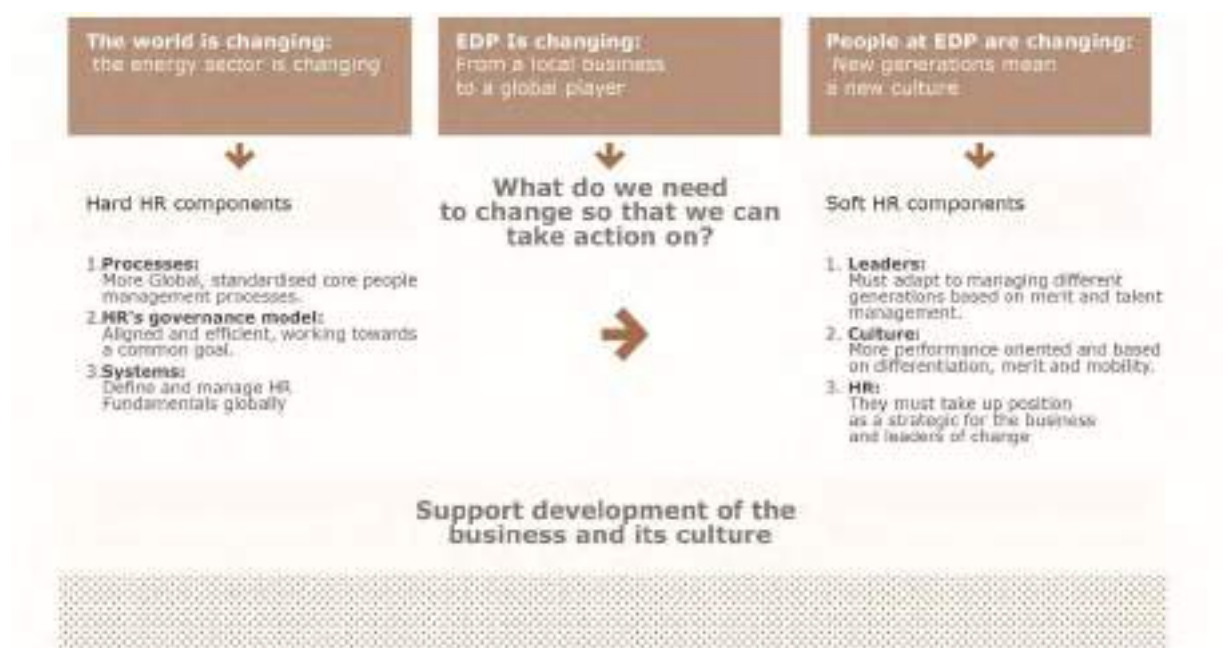 The world is changing:
the energy sector is changing
EDP Is changing:
From a local business
to a global player
People at EDP are changing:
New generations mean
a new culture
Hard HR components
What do we need
to change so that we can
take action on?
Soft HR components
1. Processes:
More Global, standardised core people
management processes.
2. HR's governance model:
Aligned and efficient, working towards
a common goal.
3. Systems:
Define and manage HR
Fundamentals globally
1. Leaders:
Must adapt to managing different
generations based on merit and talent
management.
2. Culture:
More performance oriented and based
on differentiation, merit and mobility.
3. HR:
They must take up position
as a strategic for the business
and leaders of change
Support development of the
business and its culture